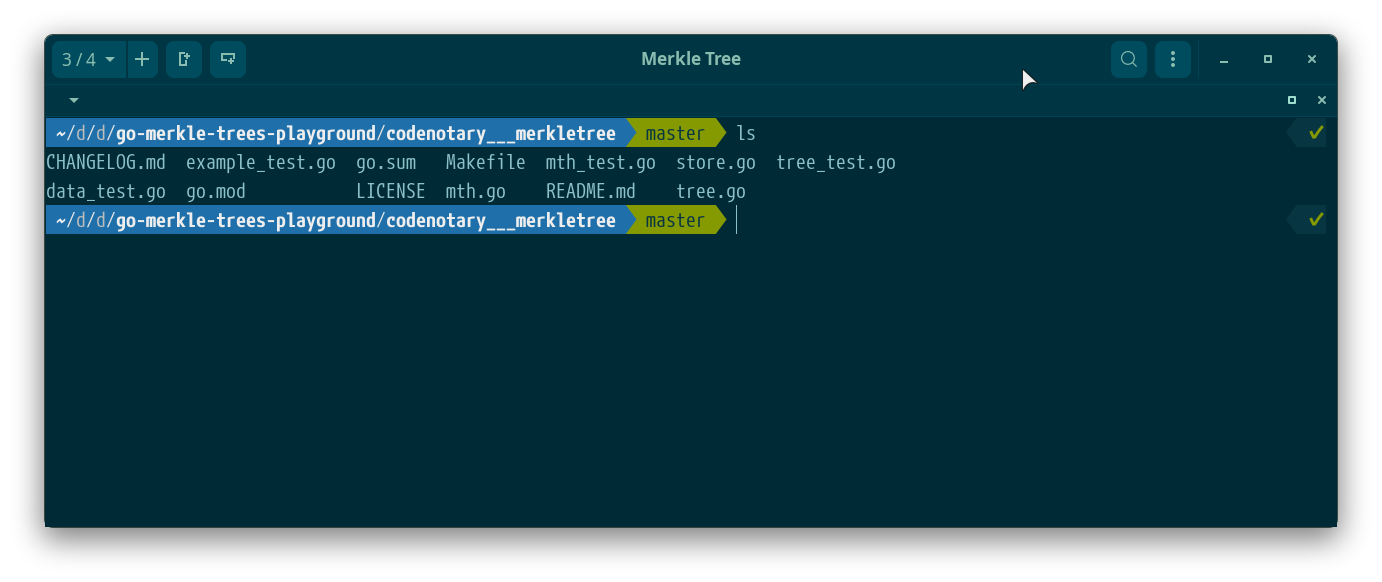 3 / 4
Merkle Tree
~/d/d/go-merkle-trees-playground/codenotary___merkletree master ls ✓
CHANGELOG.md example_test.go go.sum Makefile mth_test.go store.go tree_test.go
data_test.go go.mod LICENSE mth.go README.md tree.go
~/d/d/go-merkle-trees-playground/codenotary___merkletree master ✓